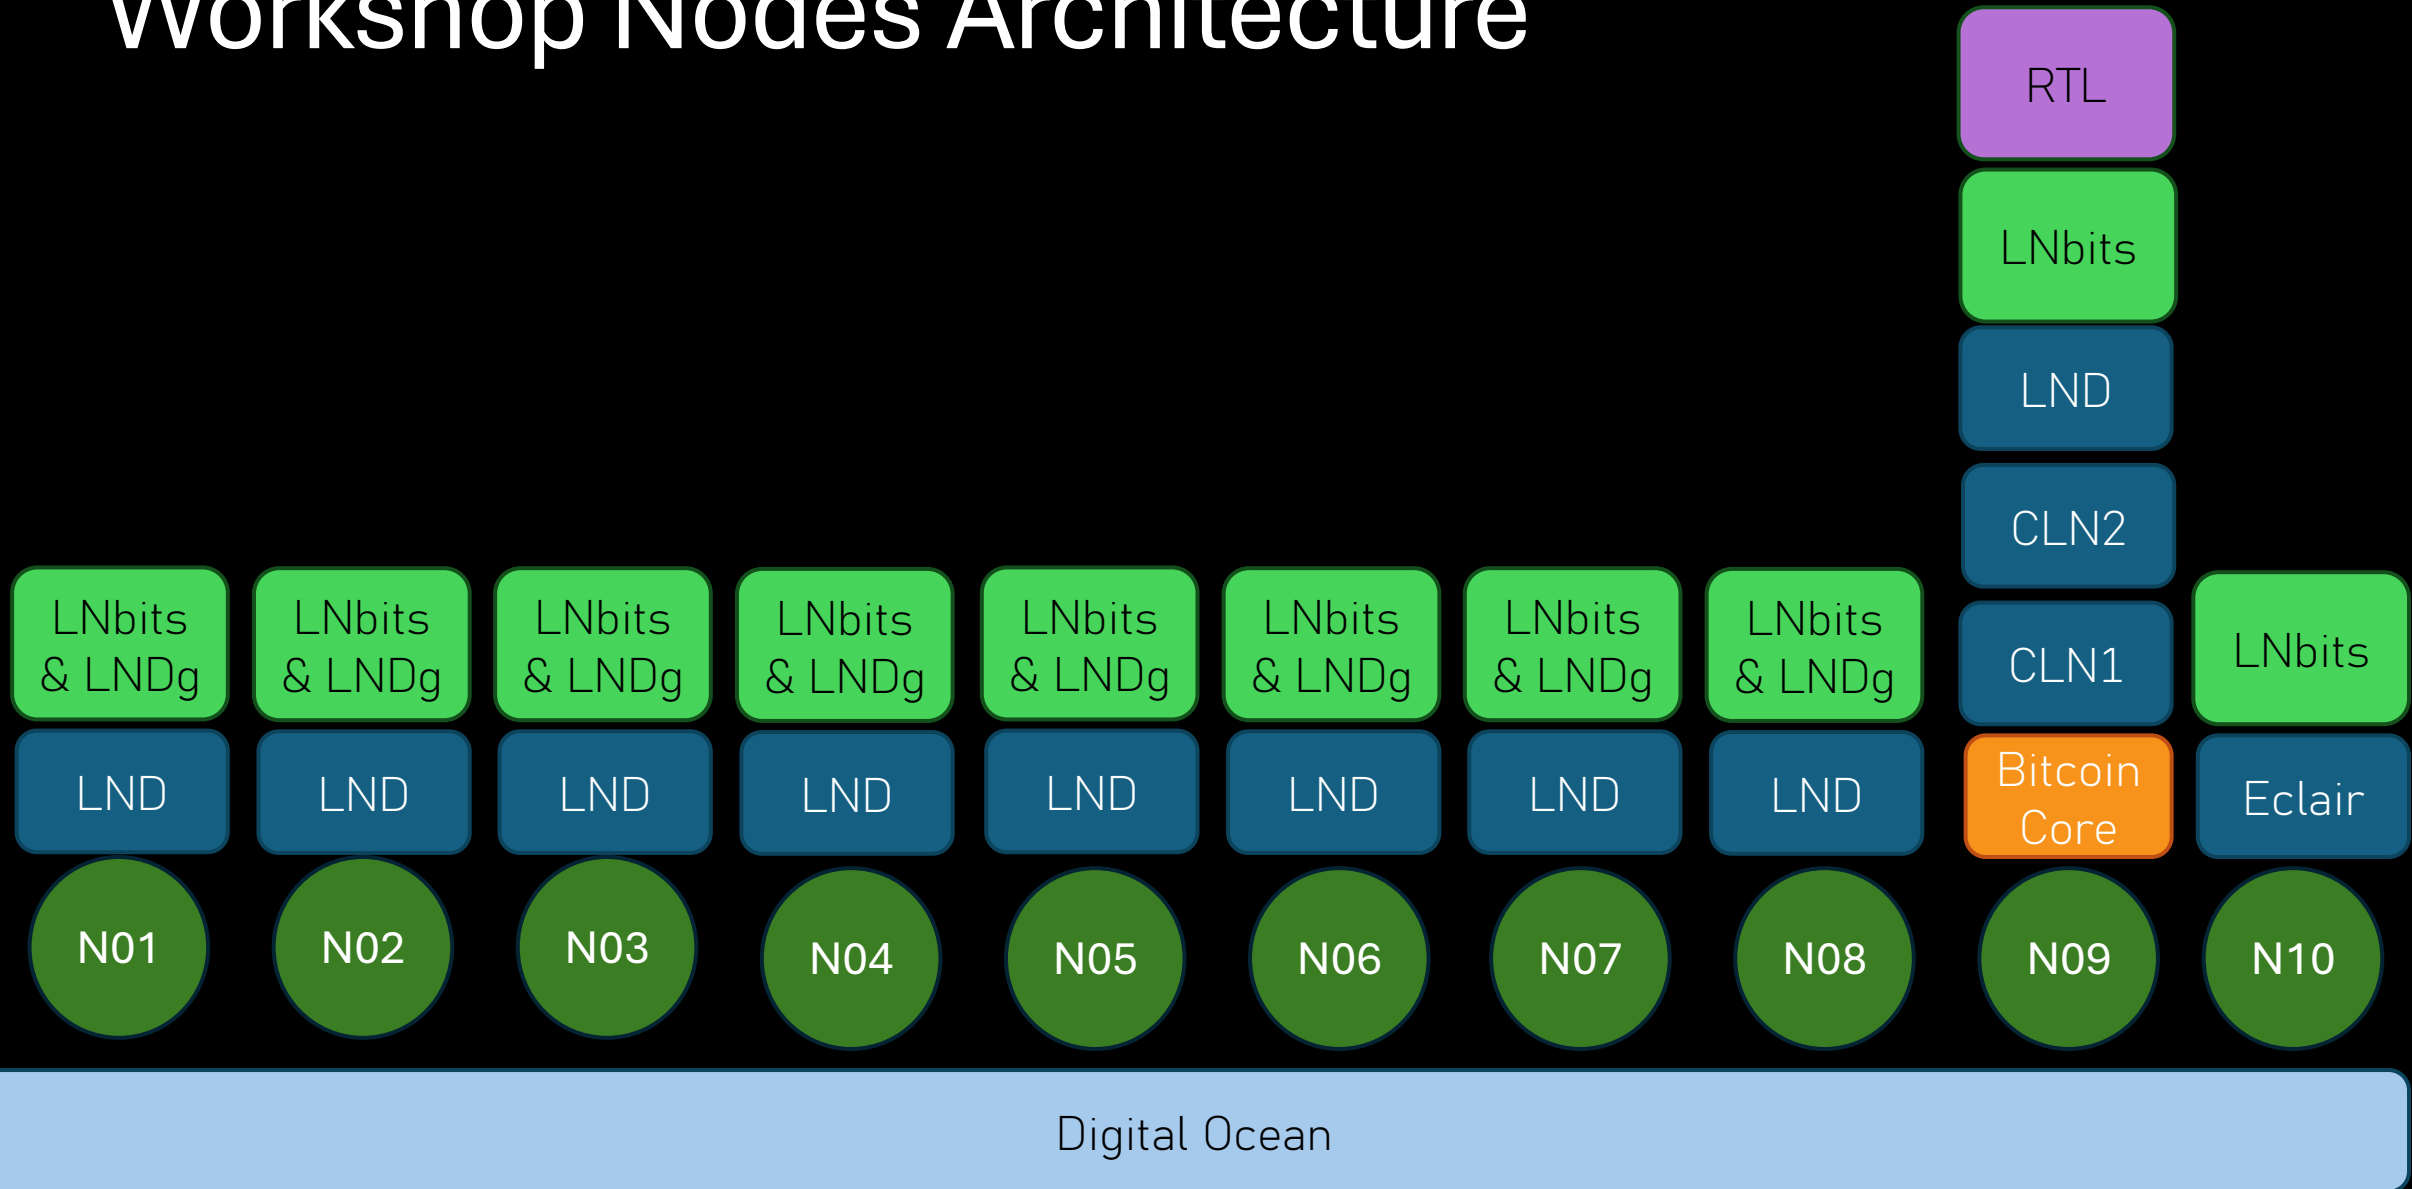 Workshop Nodes Architecture
RTL
LNbits
LND
CLN2
CLN1
LNbits
& LNDg
LNbits
& LNDg
LNbits
& LNDg
LNbits
& LNDg
LNbits
& LNDg
LNbits
& LNDg
LNbits
& LNDg
LNbits
& LNDg
LNbits
LND
LND
LND
LND
LND
LND
LND
LND
Bitcoin
Core
Eclair
N01
N02
N03
N04
N05
N06
N07
N08
N09
N10
Digital Ocean